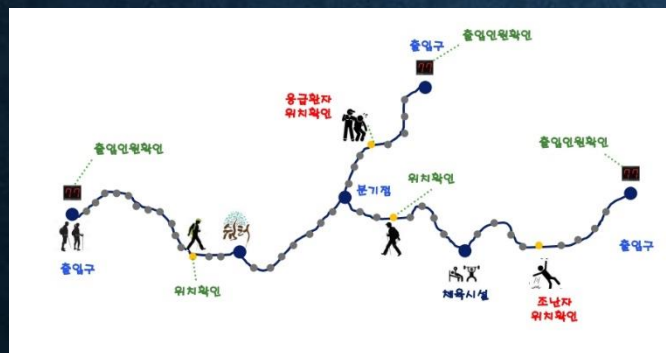 출입인원확인
출입구
77
응급환자
위치확인
출입인원확인
77
출입인원확인
77
분기점
위치확인
쉼터
출입구
위치확인
체육시설
출입구
조난자
위치확인